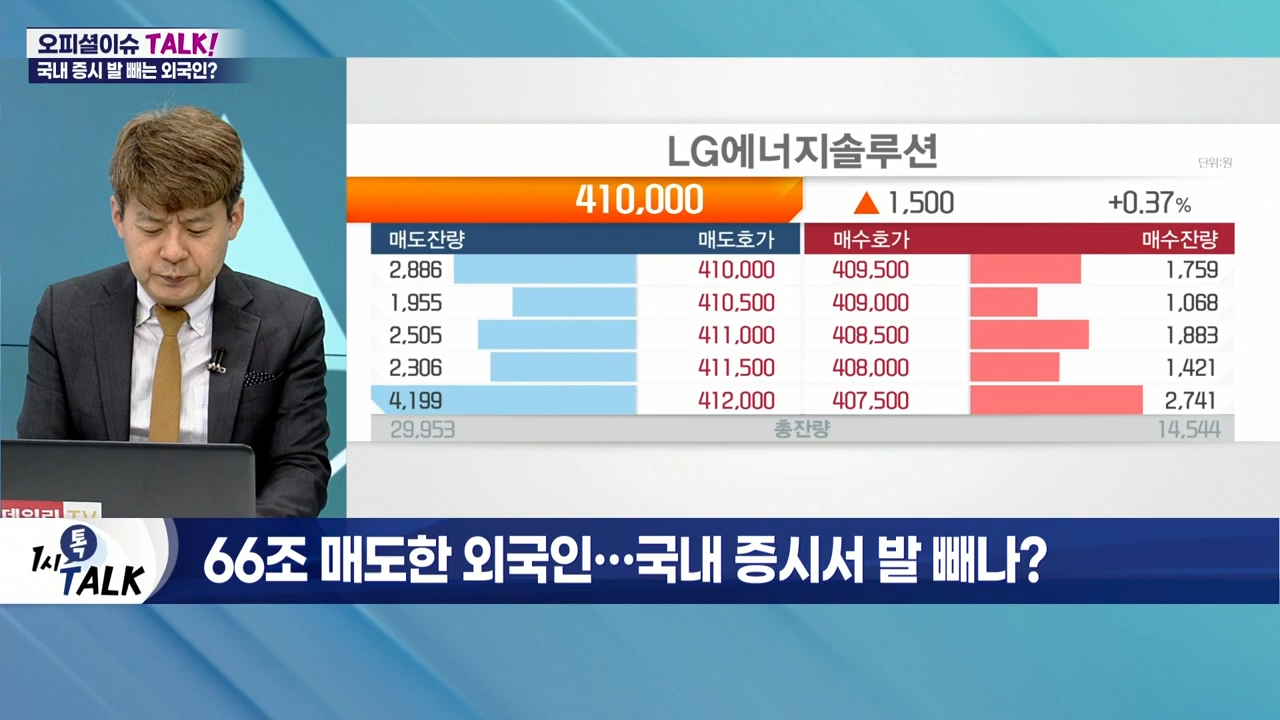 오피셜이슈 TALK!
국내 증시 발 빼는 외국인?
LG에너지솔루션
단위:원
410,000 ▲ 1,500 +0.37%
매도잔량 매도호가 매수호가 매수잔량
2,886 410,000 409,500 1,759
1,955 410,500 409,000 1,068
2,505 411,000 408,500 1,883
2,306 411,500 408,000 1,421
4,199 412,000 407,500 2,741
29,953 총잔량 14,544
데일리 TV
1시 톡 TALK
66조 매도한 외국인…국내 증시서 발 빼나?